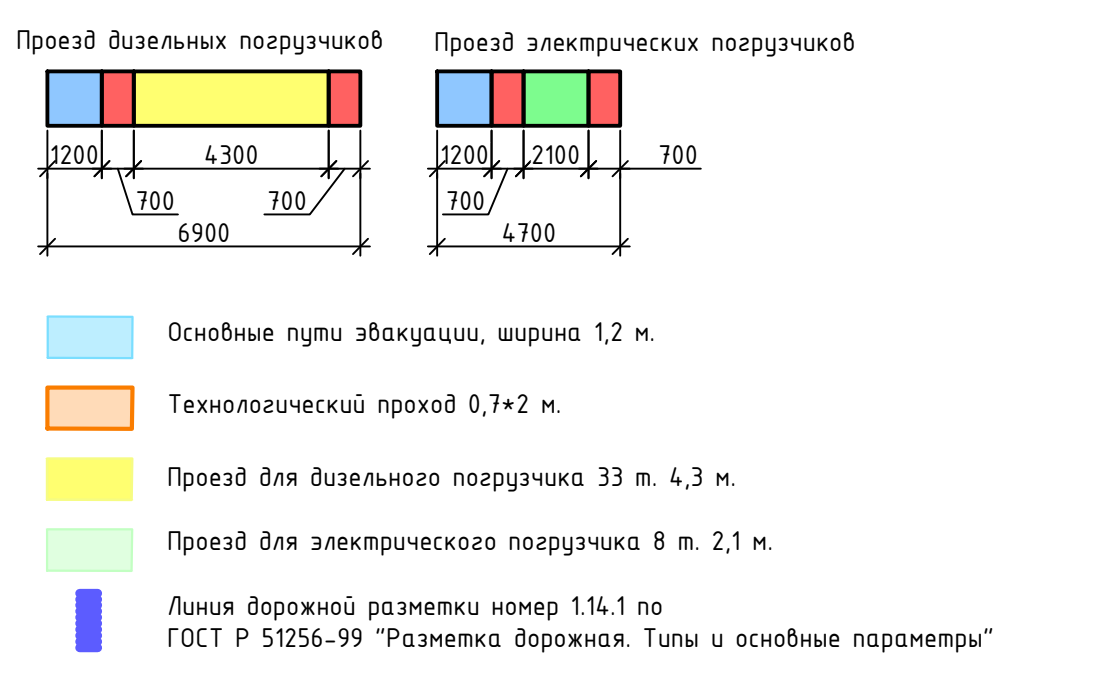 Проезд дизельных погрузчиков
Проезд электрических погрузчиков
1200
4300
700
700
6900
1200
2100
700
700
4700
Основные пути эвакуации, ширина 1,2 м.
Технологический проход 0,7*2 м.
Проезд для дизельного погрузчика 33 т. 4,3 м.
Проезд для электрического погрузчика 8 т. 2,1 м.
Линия дорожной разметки номер 1.14.1 по
ГОСТ Р 51256-99 "Разметка дорожная. Типы и основные параметры"